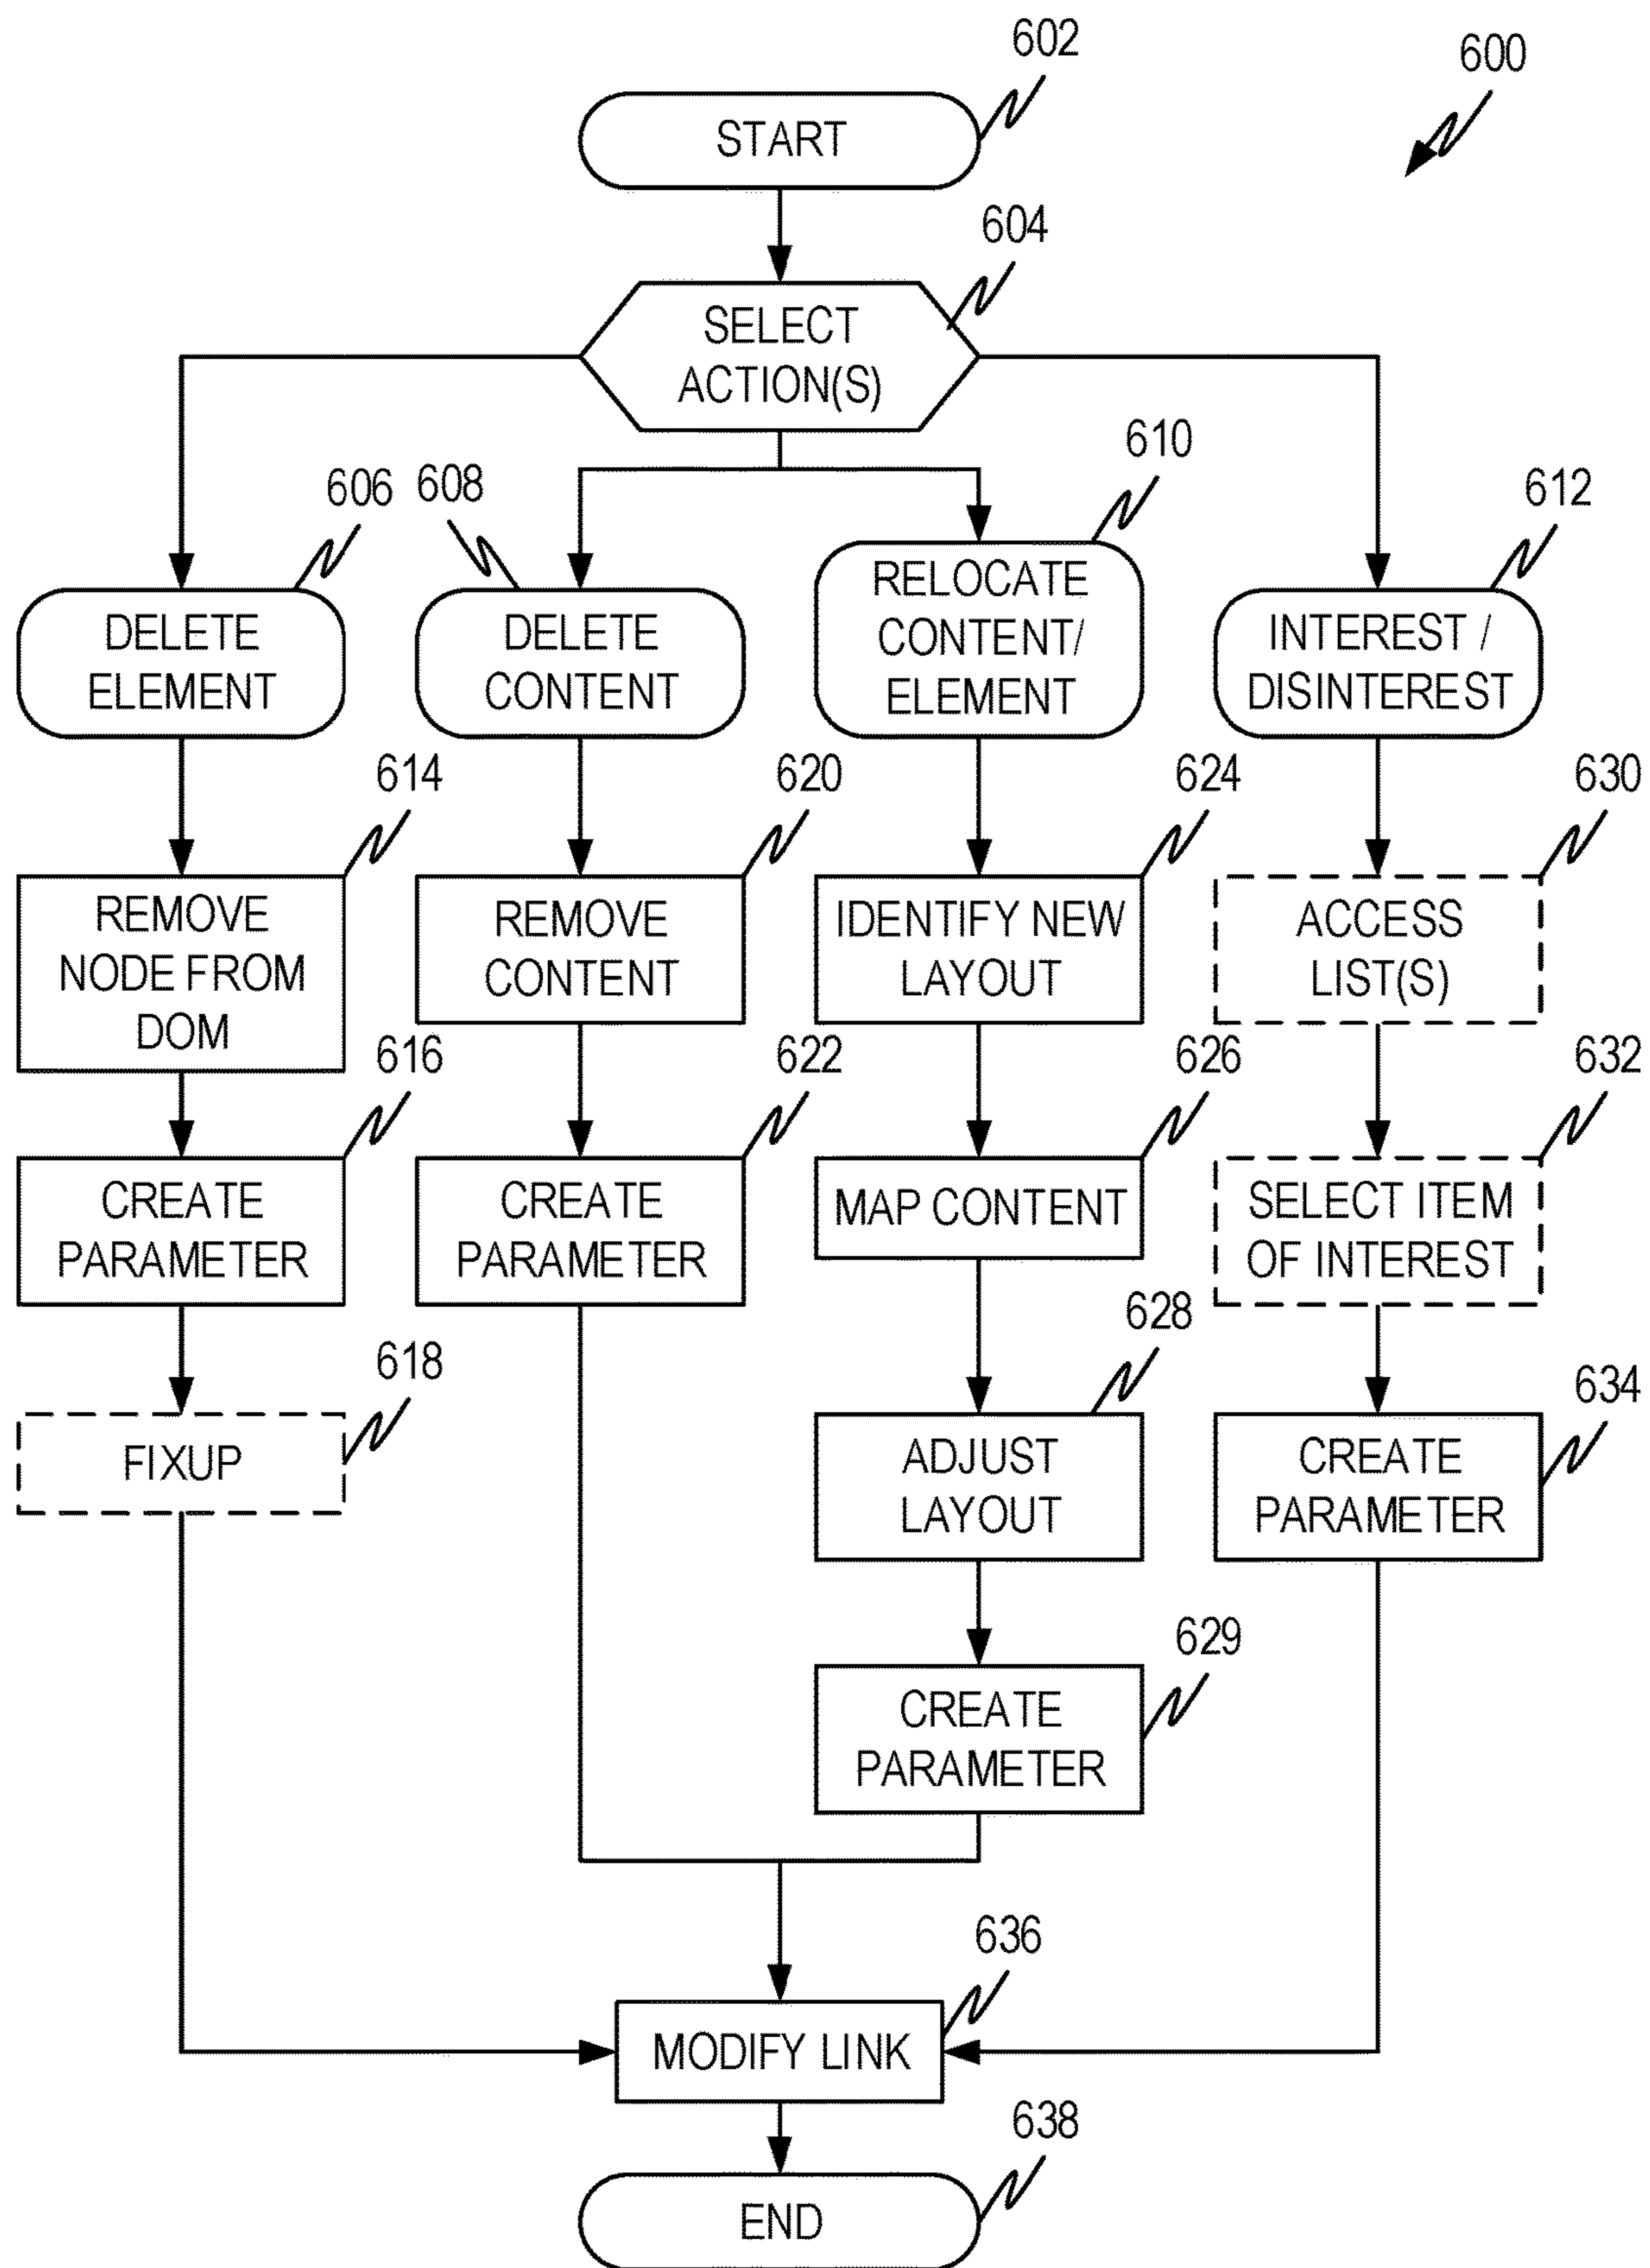 602
600
START
604
SELECT
ACTION(S)
610
606
608
612
DELETE
ELEMENT
DELETE
CONTENT
RELOCATE
CONTENT/
ELEMENT
INTEREST /
DISINTEREST
614
620
624
630
REMOVE
NODE FROM
DOM
REMOVE
CONTENT
IDENTIFY NEW
LAYOUT
ACCESS
LIST(S)
616
622
626
632
CREATE
PARAMETER
CREATE
PARAMETER
MAP CONTENT
SELECT ITEM
OF INTEREST
618
628
634
FIXUP
ADJUST
LAYOUT
CREATE
PARAMETER
629
CREATE
PARAMETER
636
MODIFY LINK
638
END